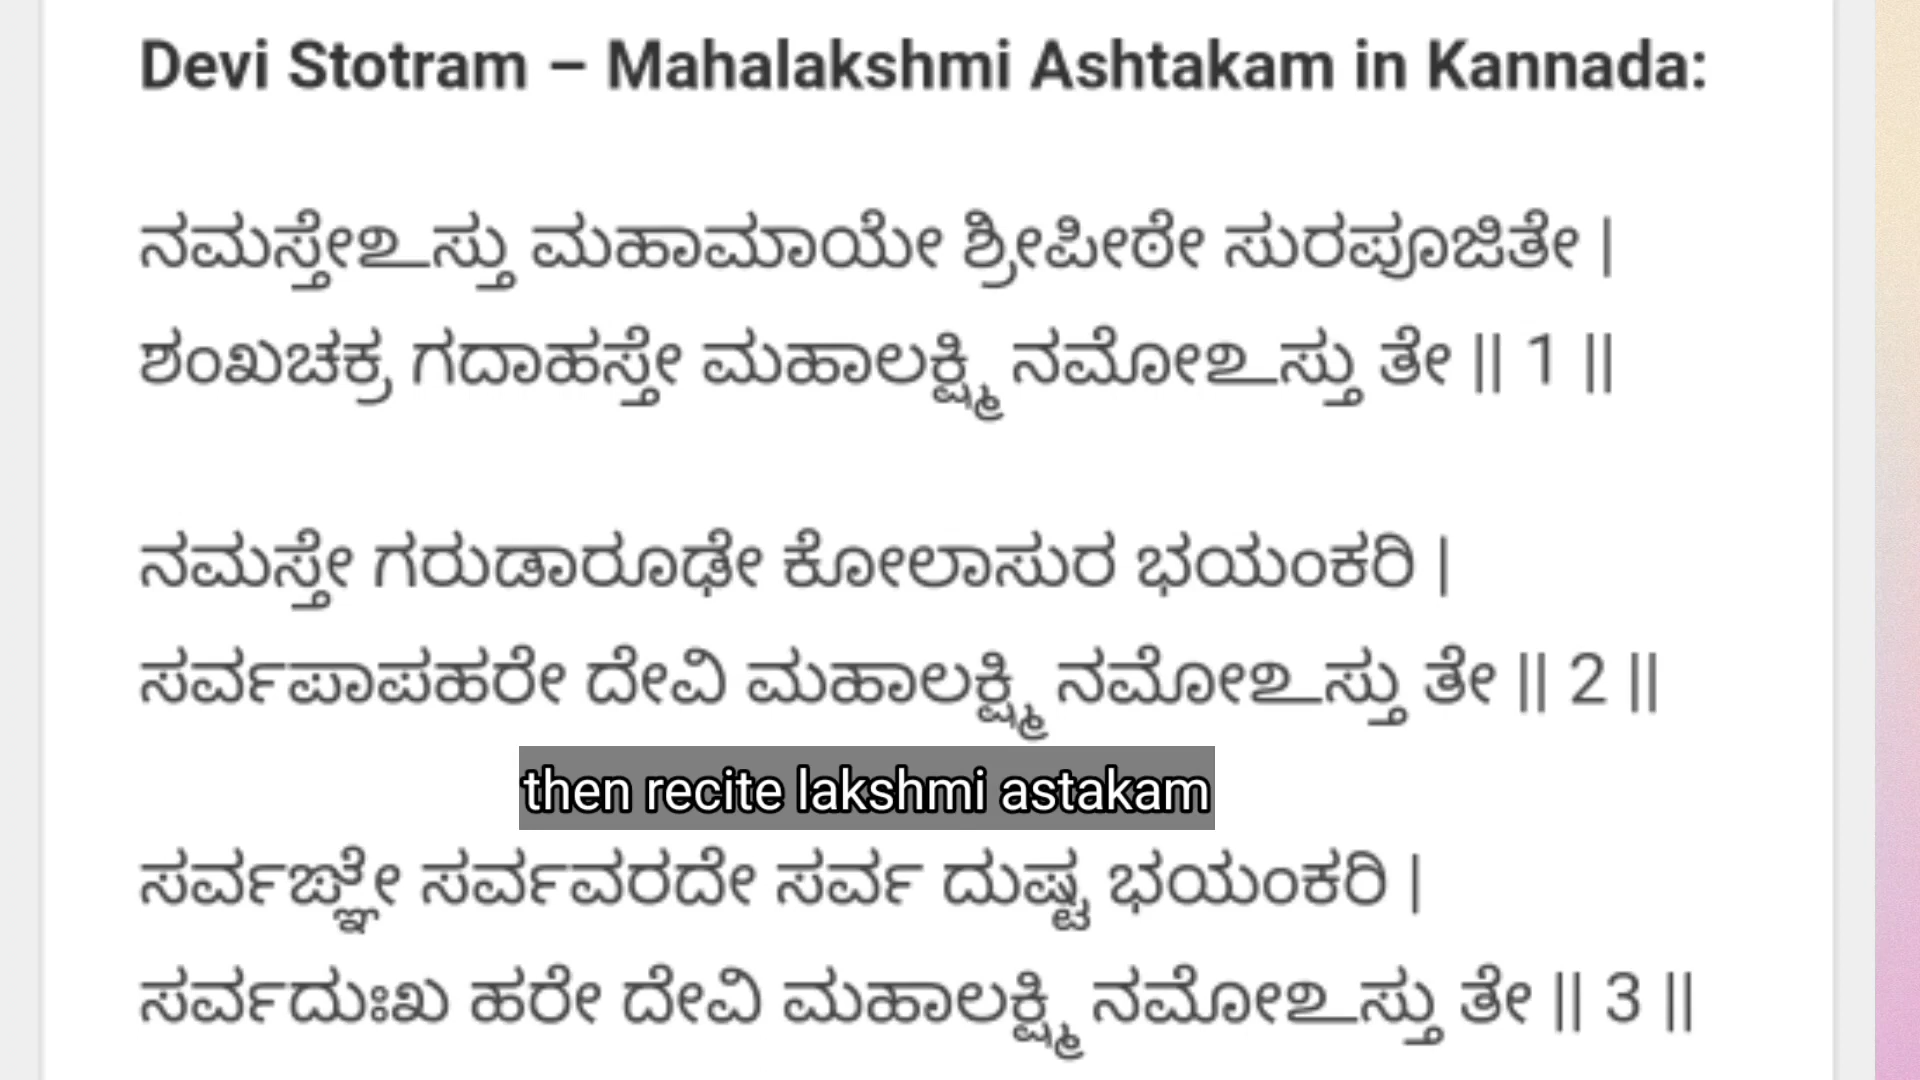 Devi Stotram – Mahalakshmi Ashtakam in Kannada:
ನಮಸ್ತೇಽಸ್ತು ಮಹಾಮಾಯೇ ಶ್ರೀಪೀಠೇ ಸುರಪೂಜಿತೇ |
ಶಂಖಚಕ್ರ ಗದಾಹಸ್ತೇ ಮಹಾಲಕ್ಷ್ಮಿ ನಮೋಽಸ್ತು ತೇ || 1 ||
ನಮಸ್ತೇ ಗರುಡಾರೂಢೇ ಕೋಲಾಸುರ ಭಯಂಕರಿ |
ಸರ್ವಪಾಪಹರೇ ದೇವಿ ಮಹಾಲಕ್ಷ್ಮಿ ನಮೋಽಸ್ತು ತೇ || 2 ||
then recite lakshmi astakam
ಸರ್ವಜ್ಞೇ ಸರ್ವವರದೇ ಸರ್ವ ದುಷ್ಟ ಭಯಂಕರಿ |
ಸರ್ವದುಃಖ ಹರೇ ದೇವಿ ಮಹಾಲಕ್ಷ್ಮಿ ನಮೋಽಸ್ತು ತೇ || 3 ||